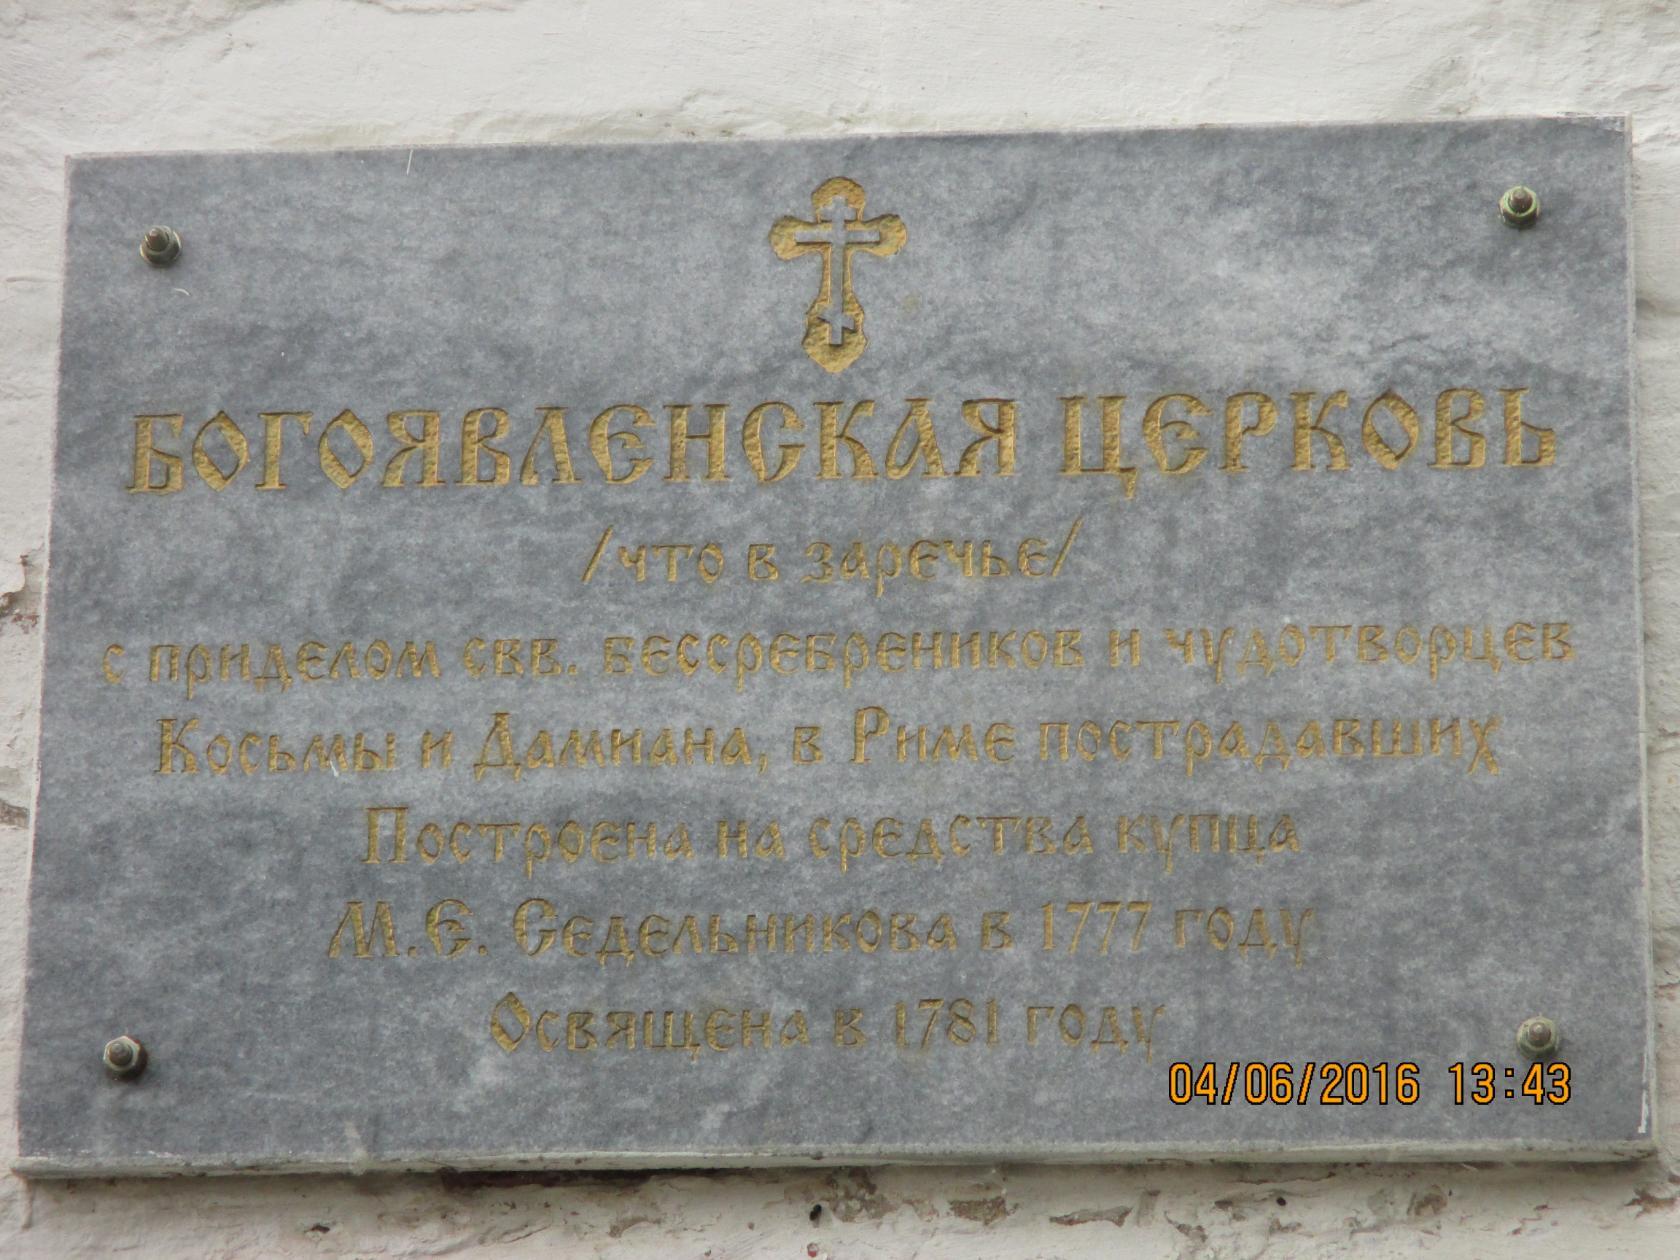 БОГОЯВЛЕНСКАЯ ЦЕРКОВЬ
/что в заречье/
с приделом свв. бессребреников и чудотворцев
Косьмы и Дамиана, в Риме пострадавших
Построена на средства купца
М.Е. Седельникова в 1777 году
Освящена в 1781 году
04/06/2016 13:43